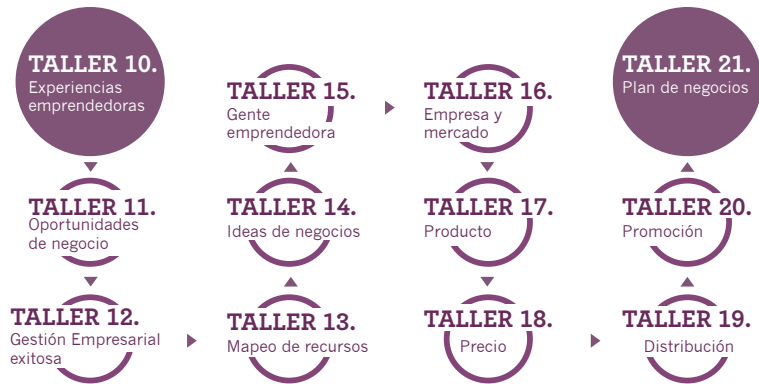 TALLER 10.
Experiencias
emprendedoras
TALLER 11.
Oportunidades
de negocio
TALLER 12.
Gestión Empresarial
exitosa
TALLER 13.
Mapeo de recursos
TALLER 14.
Ideas de negocios
TALLER 15.
Gente
emprendedora
TALLER 16.
Empresa y
mercado
TALLER 17.
Producto
TALLER 18.
Precio
TALLER 19.
Distribución
TALLER 20.
Promoción
TALLER 21.
Plan de negocios